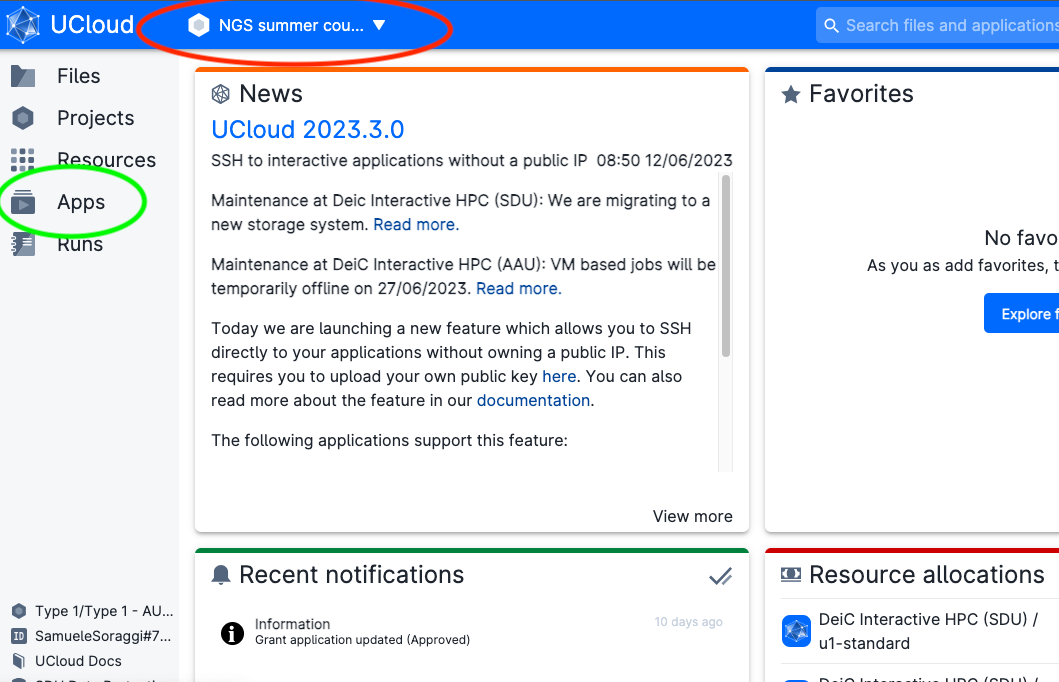 UCloud
NGS summer cou...
Search files and applications
Files
Projects
Resources
Apps
Runs
News
UCloud 2023.3.0
SSH to interactive applications without a public IP 08:50 12/06/2023
Maintenance at Deic Interactive HPC (SDU): We are migrating to a
new storage system. Read more.
Maintenance at DeiC Interactive HPC (AAU): VM based jobs will be
temporarily offline on 27/06/2023. Read more.
Today we are launching a new feature which allows you to SSH
directly to your applications without owning a public IP. This
requires you to upload your own public key here. You can also
read more about the feature in our documentation.
The following applications support this feature:
View more
Favorites
No favo
As you as add favorites, t
Explore f
Recent notifications
Information
10 days ago
Grant application updated (Approved)
Resource allocations
DeiC Interactive HPC (SDU) /
u1-standard
DeiC Interactive HPC (SDU) /
Type 1/Type 1 - AU...
ID
SamueleSoraggi#7...
UCloud Docs